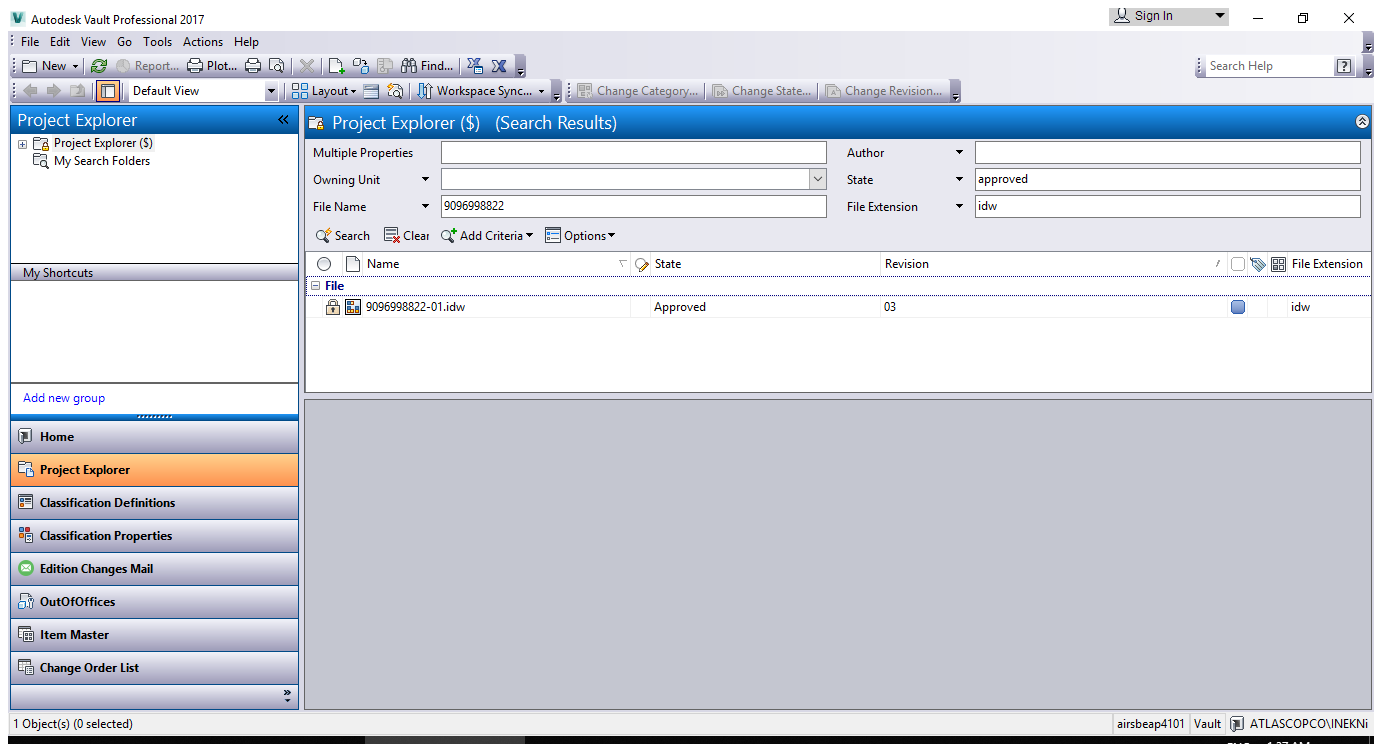 Autodesk Vault Professional 2017
Sign In
File Edit View Go Tools Actions Help
New Report... Plot... Find... Search Help
Default View Layout Workspace Sync... Change Category... Change State... Change Revision...
Project Explorer
Project Explorer ($)
My Search Folders
My Shortcuts
Add new group
Home
Project Explorer
Classification Definitions
Classification Properties
Edition Changes Mail
OutOfOffices
Item Master
Change Order List
Project Explorer ($) (Search Results)
Multiple Properties Author
Owning Unit State approved
File Name 9096998822 File Extension idw
Search Clear Add Criteria Options
Name State Revision File Extension
File
9096998822-01.idw Approved 03 idw
1 Object(s) (0 selected)
airsbeap4101 Vault ATLASCOPCO\INEKNi